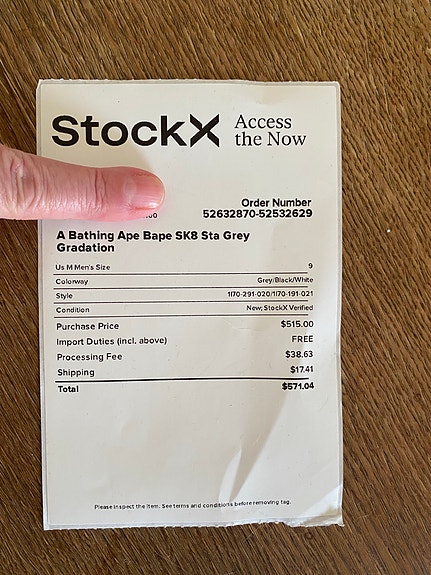 StockX Access
the Now
Order Number
:00 52632870-52532629
A Bathing Ape Bape SK8 Sta Grey
Gradation
Us M Men's Size 9
Colorway Grey/Black/White
Style 1I70-291-020/1I70-191-021
Condition New; StockX Verified
Purchase Price $515.00
Import Duties (incl. above) FREE
Processing Fee $38.63
Shipping $17.41
Total $571.04
Please inspect the item. See terms and conditions before removing tag.